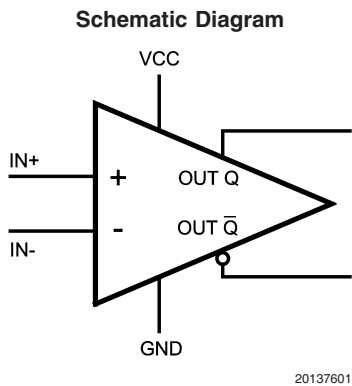 Schematic Diagram
VCC
IN+
+
OUT Q
-
OUT Q̅
IN-
GND
20137601